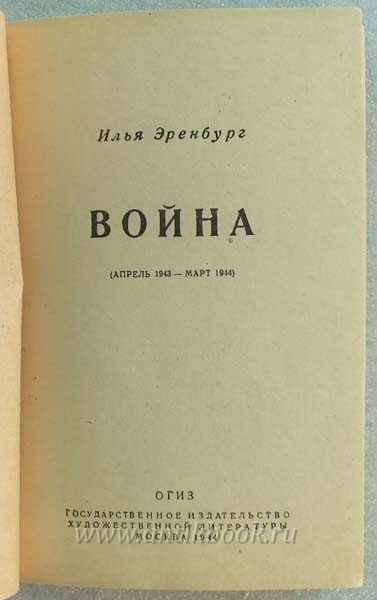 Илья Эренбург
ВОЙНА
(АПРЕЛЬ 1943 — МАРТ 1944)
ОГИЗ
ГОСУДАРСТВЕННОЕ ИЗДАТЕЛЬСТВО
ХУДОЖЕСТВЕННОЙ ЛИТЕРАТУРЫ
МОСКВА 1944